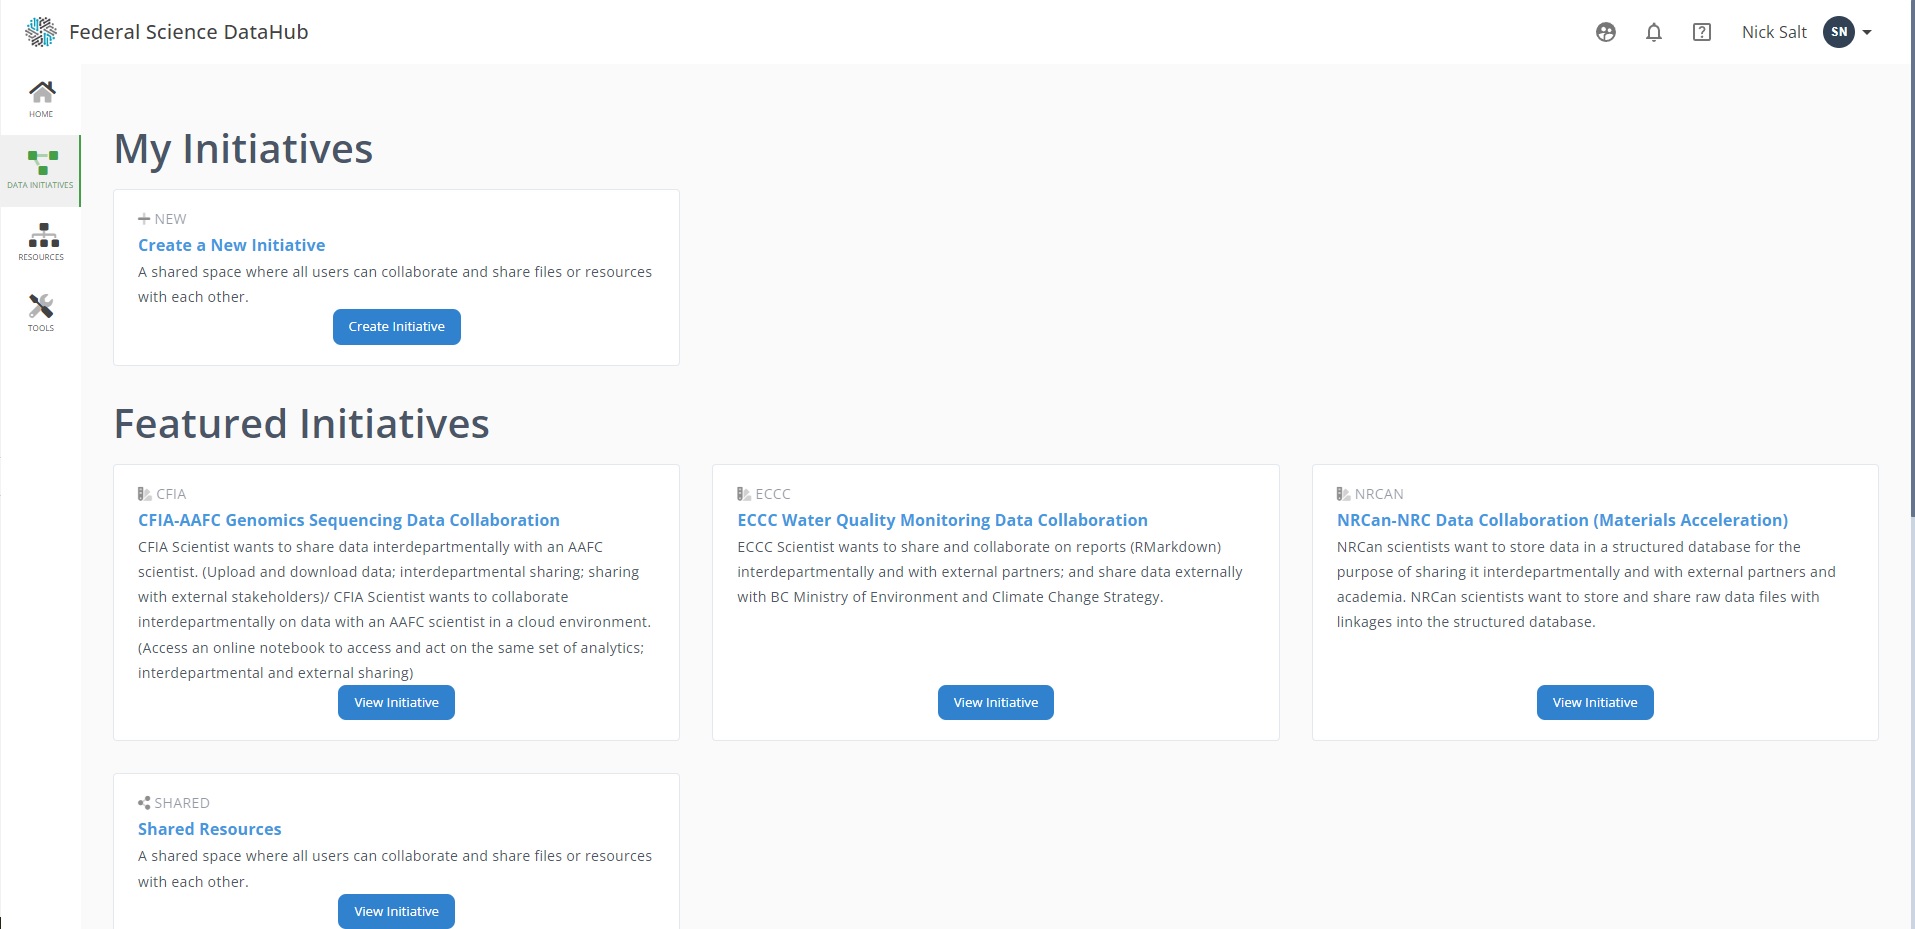 Federal Science DataHub
Nick Salt
SN
HOME
DATA INITIATIVES
RESOURCES
TOOLS
My Initiatives
NEW
Create a New Initiative
A shared space where all users can collaborate and share files or resources
with each other.
Create Initiative
Featured Initiatives
CFIA
CFIA-AAFC Genomics Sequencing Data Collaboration
CFIA Scientist wants to share data interdepartmentally with an AAFC
scientist. (Upload and download data; interdepartmental sharing; sharing
with external stakeholders)/ CFIA Scientist wants to collaborate
interdepartmentally on data with an AAFC scientist in a cloud environment.
(Access an online notebook to access and act on the same set of analytics;
interdepartmental and external sharing)
View Initiative
ECCC
ECCC Water Quality Monitoring Data Collaboration
ECCC Scientist wants to share and collaborate on reports (RMarkdown)
interdepartmentally and with external partners; and share data externally
with BC Ministry of Environment and Climate Change Strategy.
View Initiative
NRCAN
NRCan-NRC Data Collaboration (Materials Acceleration)
NRCan scientists want to store data in a structured database for the
purpose of sharing it interdepartmentally and with external partners and
academia. NRCan scientists want to store and share raw data files with
linkages into the structured database.
View Initiative
SHARED
Shared Resources
A shared space where all users can collaborate and share files or resources
with each other.
View Initiative